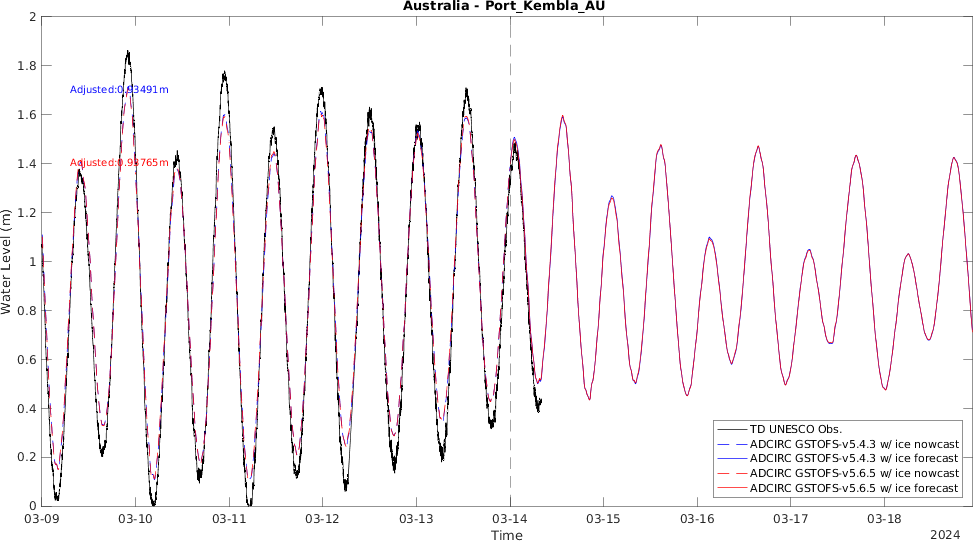 Australia - Port_Kembla_AU
Water Level (m)
2
1.8
1.6
1.4
1.2
1
0.8
0.6
0.4
0.2
0
Adjusted:0.93491m
Adjusted:0.93765m
TD UNESCO Obs.
ADCIRC GSTOFS-v5.4.3 w/ ice nowcast
ADCIRC GSTOFS-v5.4.3 w/ ice forecast
ADCIRC GSTOFS-v5.6.5 w/ ice nowcast
ADCIRC GSTOFS-v5.6.5 w/ ice forecast
03-09 03-10 03-11 03-12 03-13 03-14 03-15 03-16 03-17 03-18
Time
2024